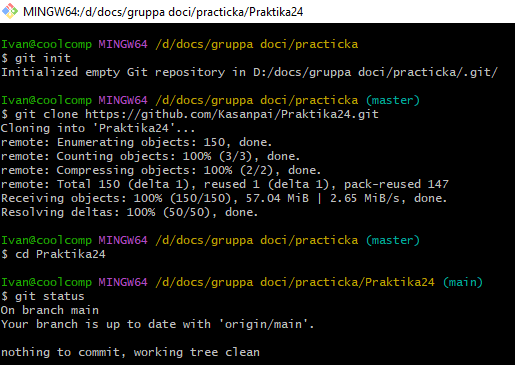 MINGW64:/d/docs/gruppa doci/practicka/Praktika24
Ivan@coolcomp MINGW64 /d/docs/gruppa doci/practicka
$ git init
Initialized empty Git repository in D:/docs/gruppa doci/practicka/.git/
Ivan@coolcomp MINGW64 /d/docs/gruppa doci/practicka (master)
$ git clone https://github.com/Kasanpai/Praktika24.git
Cloning into 'Praktika24'...
remote: Enumerating objects: 150, done.
remote: Counting objects: 100% (3/3), done.
remote: Compressing objects: 100% (2/2), done.
remote: Total 150 (delta 1), reused 1 (delta 1), pack-reused 147
Receiving objects: 100% (150/150), 57.04 MiB | 2.65 MiB/s, done.
Resolving deltas: 100% (50/50), done.
Ivan@coolcomp MINGW64 /d/docs/gruppa doci/practicka (master)
$ cd Praktika24
Ivan@coolcomp MINGW64 /d/docs/gruppa doci/practicka/Praktika24 (main)
$ git status
On branch main
Your branch is up to date with 'origin/main'.
nothing to commit, working tree clean